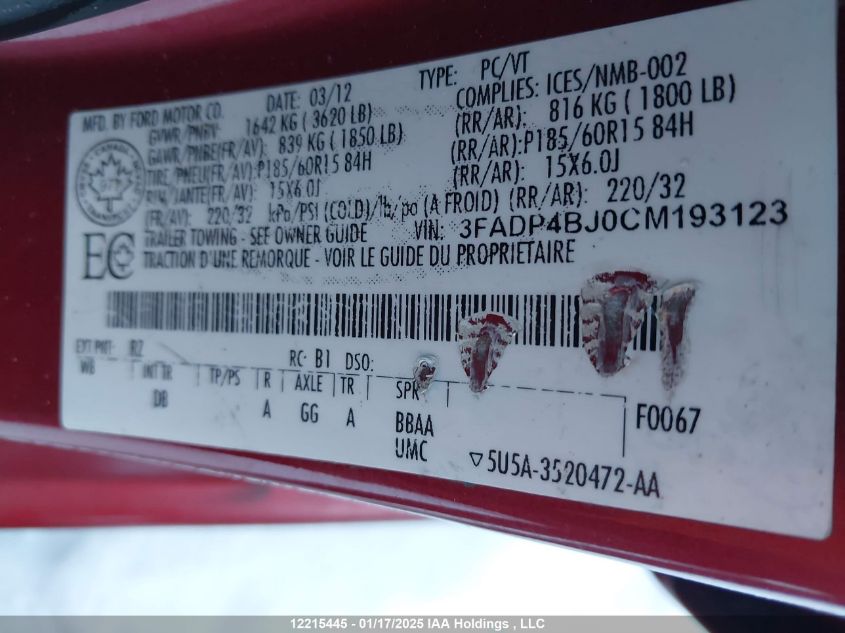 MFD. BY FORD MOTOR CO. DATE: 03/12 TYPE: PC/VT
GVWR/PNBV: 1642 KG ( 3620 LB) COMPLIES: ICES/NMB-002
GAWR/PNBE(FR/AV): 839 KG ( 1850 LB) (RR/AR): 816 KG ( 1800 LB)
TIRE/PNEU(FR/AV): P185/60R15 84H (RR/AR): P185/60R15 84H
RIM/JANTE(FR/AV): 15X6.0J (RR/AR): 15X6.0J
(FR/AV): 220/32 kPa/PSI (COLD)/lb/po (A FROID) (RR/AR): 220/32
TRAILER TOWING - SEE OWNER GUIDE VIN: 3FADP4BJ0CM193123
EC TRACTION D'UNE REMORQUE - VOIR LE GUIDE DU PROPRIETAIRE
EXT PNT: RZ RC: B1 DSO:
WB INT TR TP/PS R AXLE TR SPR
DB A GG A BBAA F0067
UMC ▽5U5A-3520472-AA
12215445 - 01/17/2025 IAA Holdings , LLC